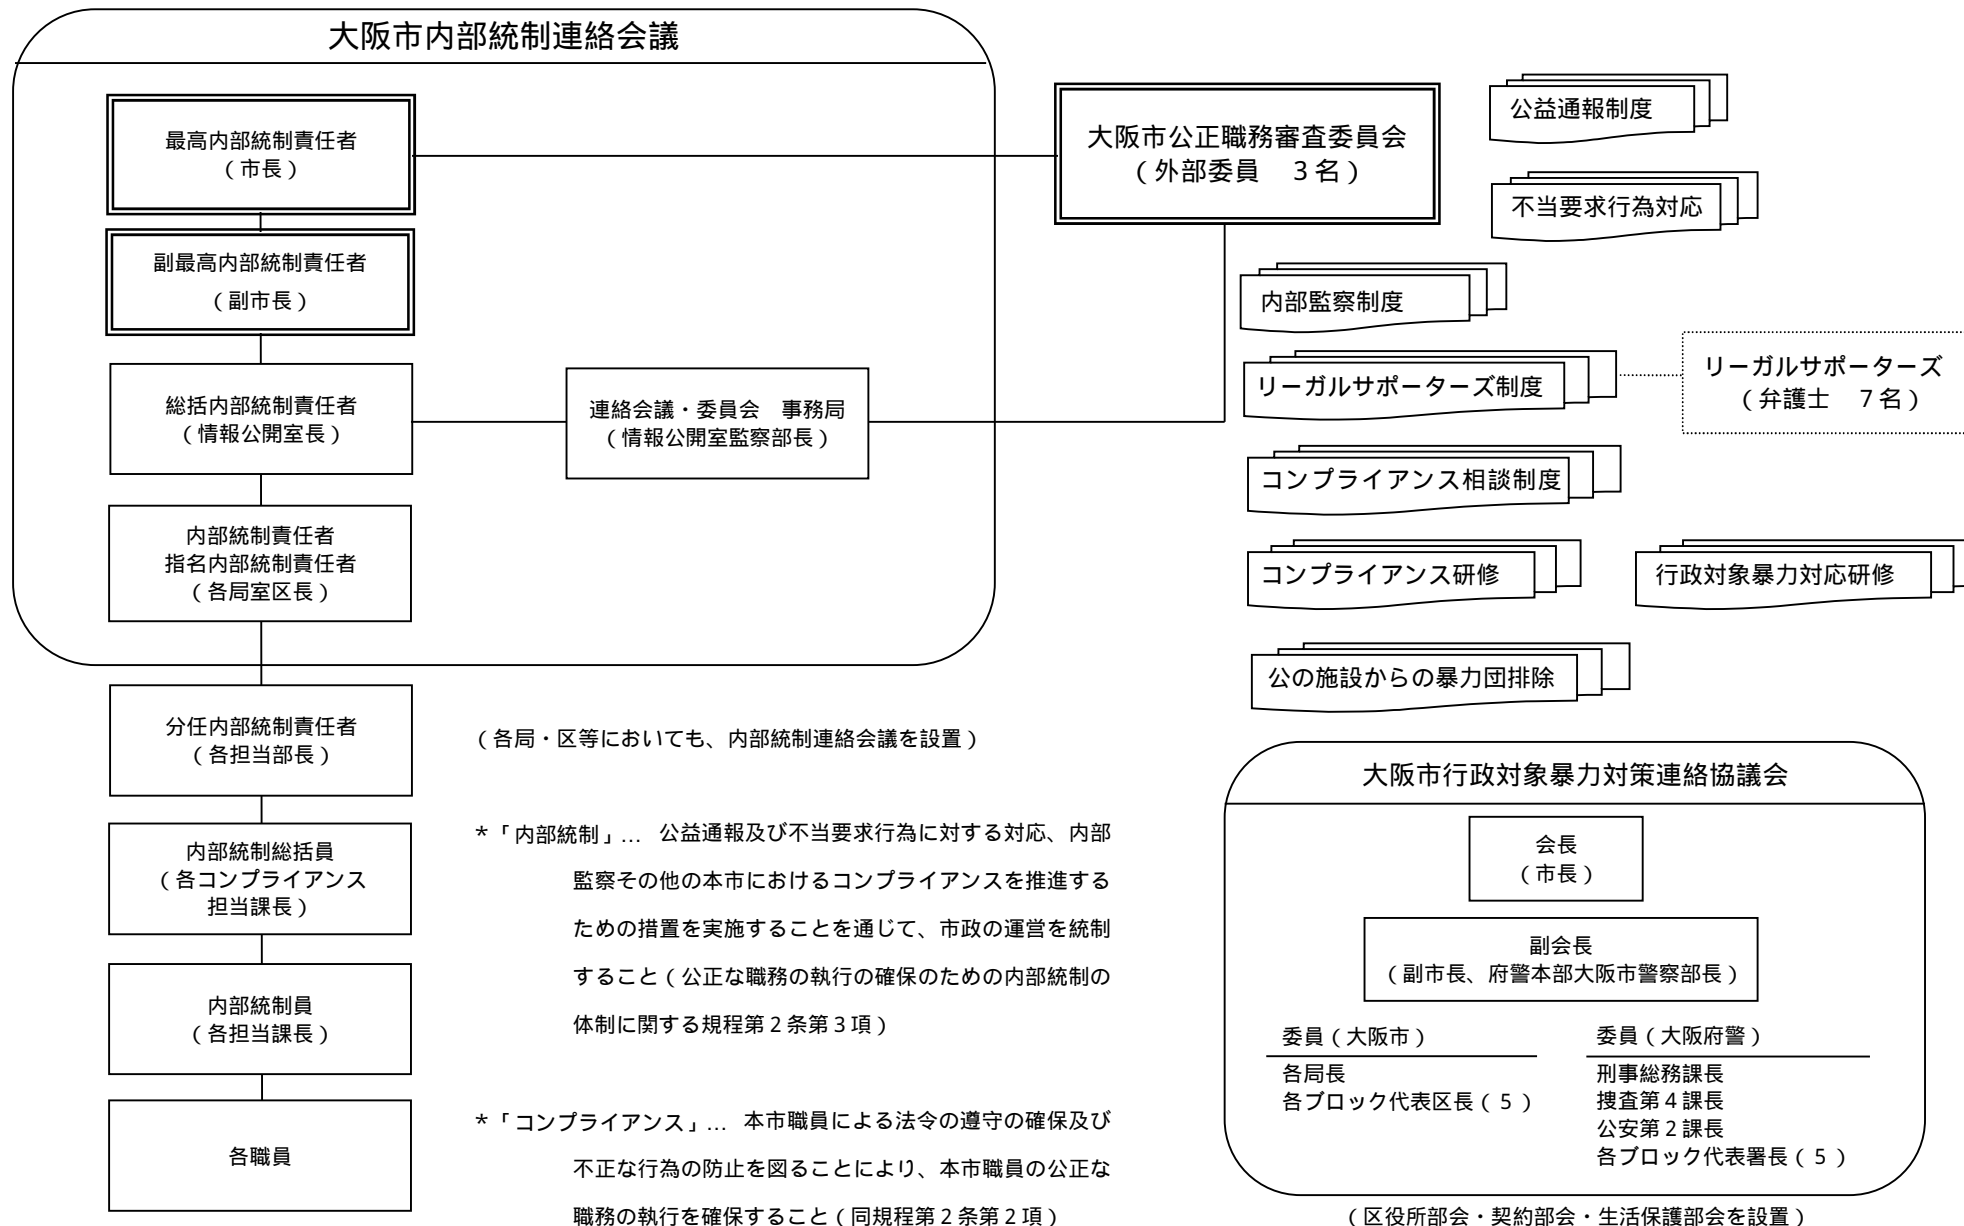 大阪市内部統制連絡会議
最高内部統制責任者
（市長）
副最高内部統制責任者
（副市長）
総括内部統制責任者
（情報公開室長）
連絡会議・委員会　事務局
（情報公開室監察部長）
内部統制責任者
指名内部統制責任者
（各局室区長）
分任内部統制責任者
（各担当部長）
内部統制総括員
（各コンプライアンス
担当課長）
内部統制員
（各担当課長）
各職員
大阪市公正職務審査委員会
（外部委員　３名）
公益通報制度
不当要求行為対応
内部監察制度
リーガルサポーターズ制度
リーガルサポーターズ
（弁護士　７名）
コンプライアンス相談制度
コンプライアンス研修
行政対象暴力対応研修
公の施設からの暴力団排除
（各局・区等においても、内部統制連絡会議を設置）
＊「内部統制」…　公益通報及び不当要求行為に対する対応、内部
監察その他の本市におけるコンプライアンスを推進する
ための措置を実施することを通じて、市政の運営を統制
すること（公正な職務の執行の確保のための内部統制の
体制に関する規程第２条第３項）
＊「コンプライアンス」…　本市職員による法令の遵守の確保及び
不正な行為の防止を図ることにより、本市職員の公正な
職務の執行を確保すること（同規程第２条第２項）
大阪市行政対象暴力対策連絡協議会
会長
（市長）
副会長
（副市長、府警本部大阪市警察部長）
委員（大阪市）
各局長
各ブロック代表区長（５）
委員（大阪府警）
刑事総務課長
捜査第４課長
公安第２課長
各ブロック代表署長（５）
（区役所部会・契約部会・生活保護部会を設置）